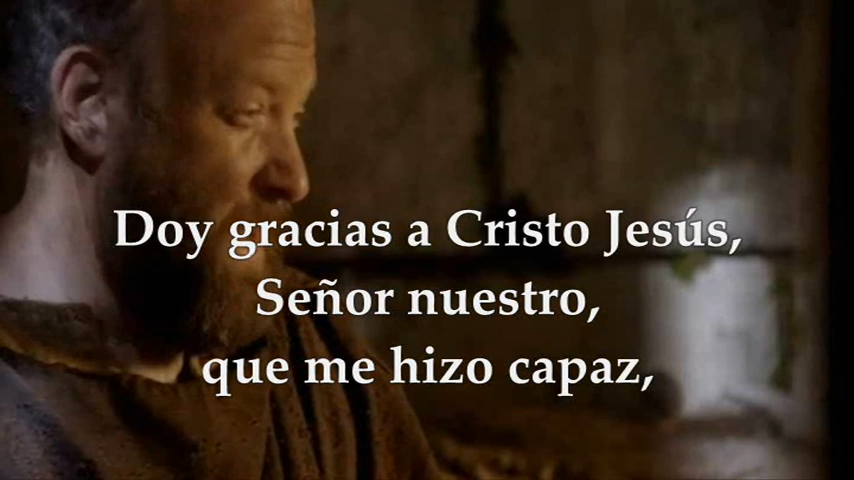 Doy gracias a Cristo Jesús,
Señor nuestro,
que me hizo capaz,